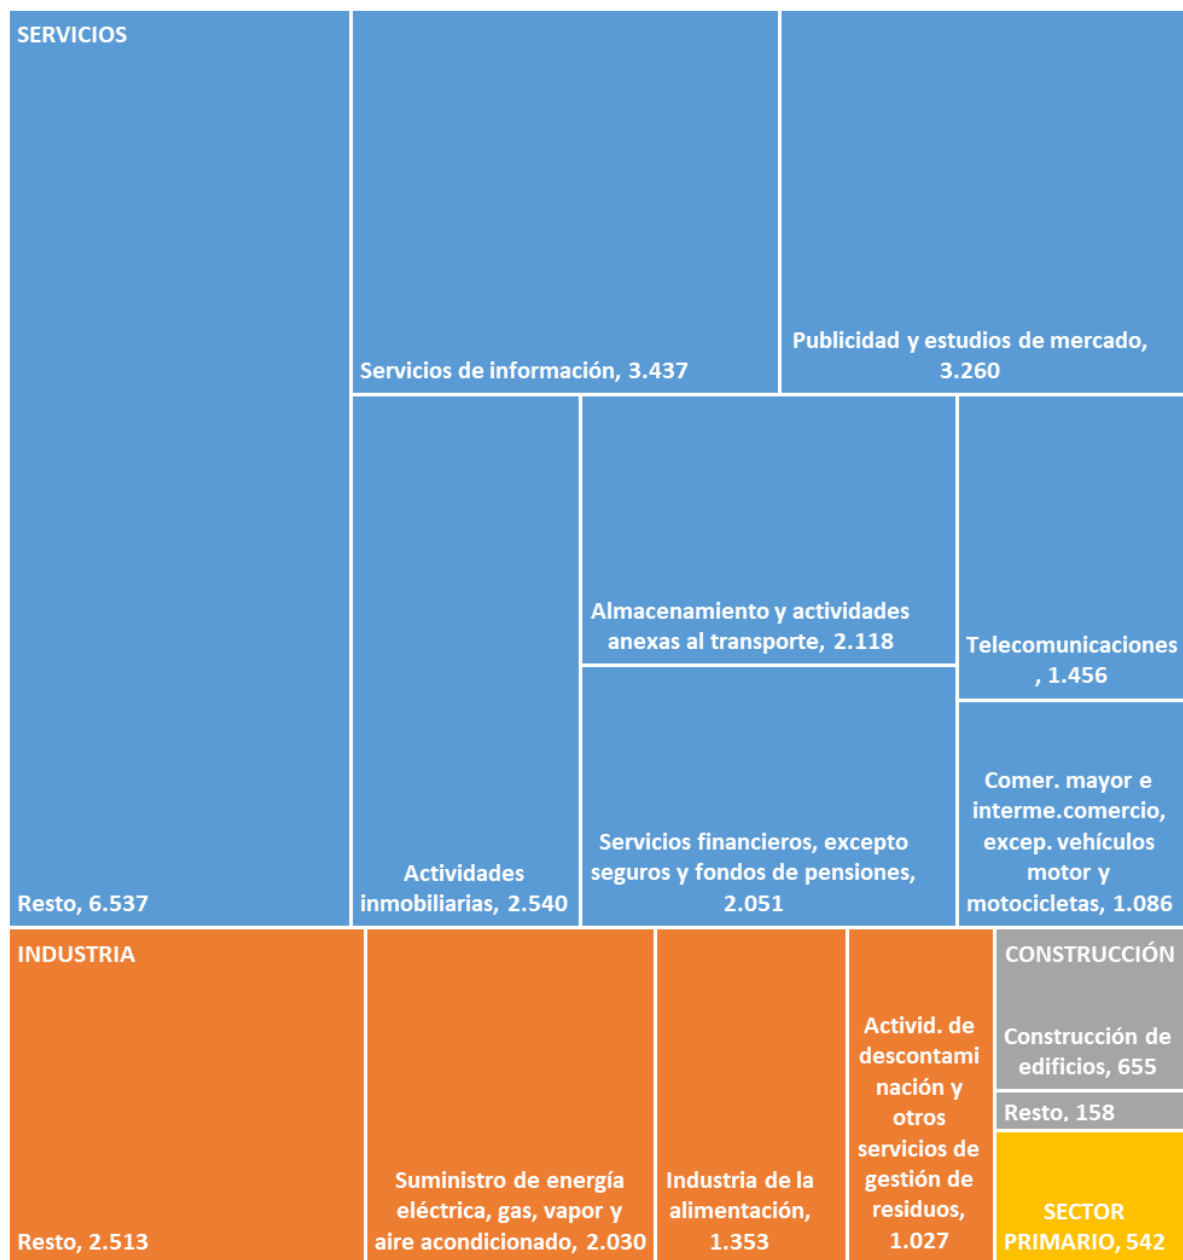 SERVICIOS
Resto, 6.537
Servicios de información, 3.437
Publicidad y estudios de mercado,
3.260
Actividades
inmobiliarias, 2.540
Almacenamiento y actividades
anexas al transporte, 2.118
Servicios financieros, excepto
seguros y fondos de pensiones,
2.051
Telecomunicaciones
, 1.456
Comer. mayor e
interme.comercio,
excep. vehículos
motor y
motocicletas, 1.086
INDUSTRIA
Resto, 2.513
Suministro de energía
eléctrica, gas, vapor y
aire acondicionado, 2.030
Industria de la
alimentación,
1.353
Activid. de
descontami
nación y
otros
servicios de
gestión de
residuos,
1.027
CONSTRUCCIÓN
Construcción de
edificios, 655
Resto, 158
SECTOR
PRIMARIO, 542